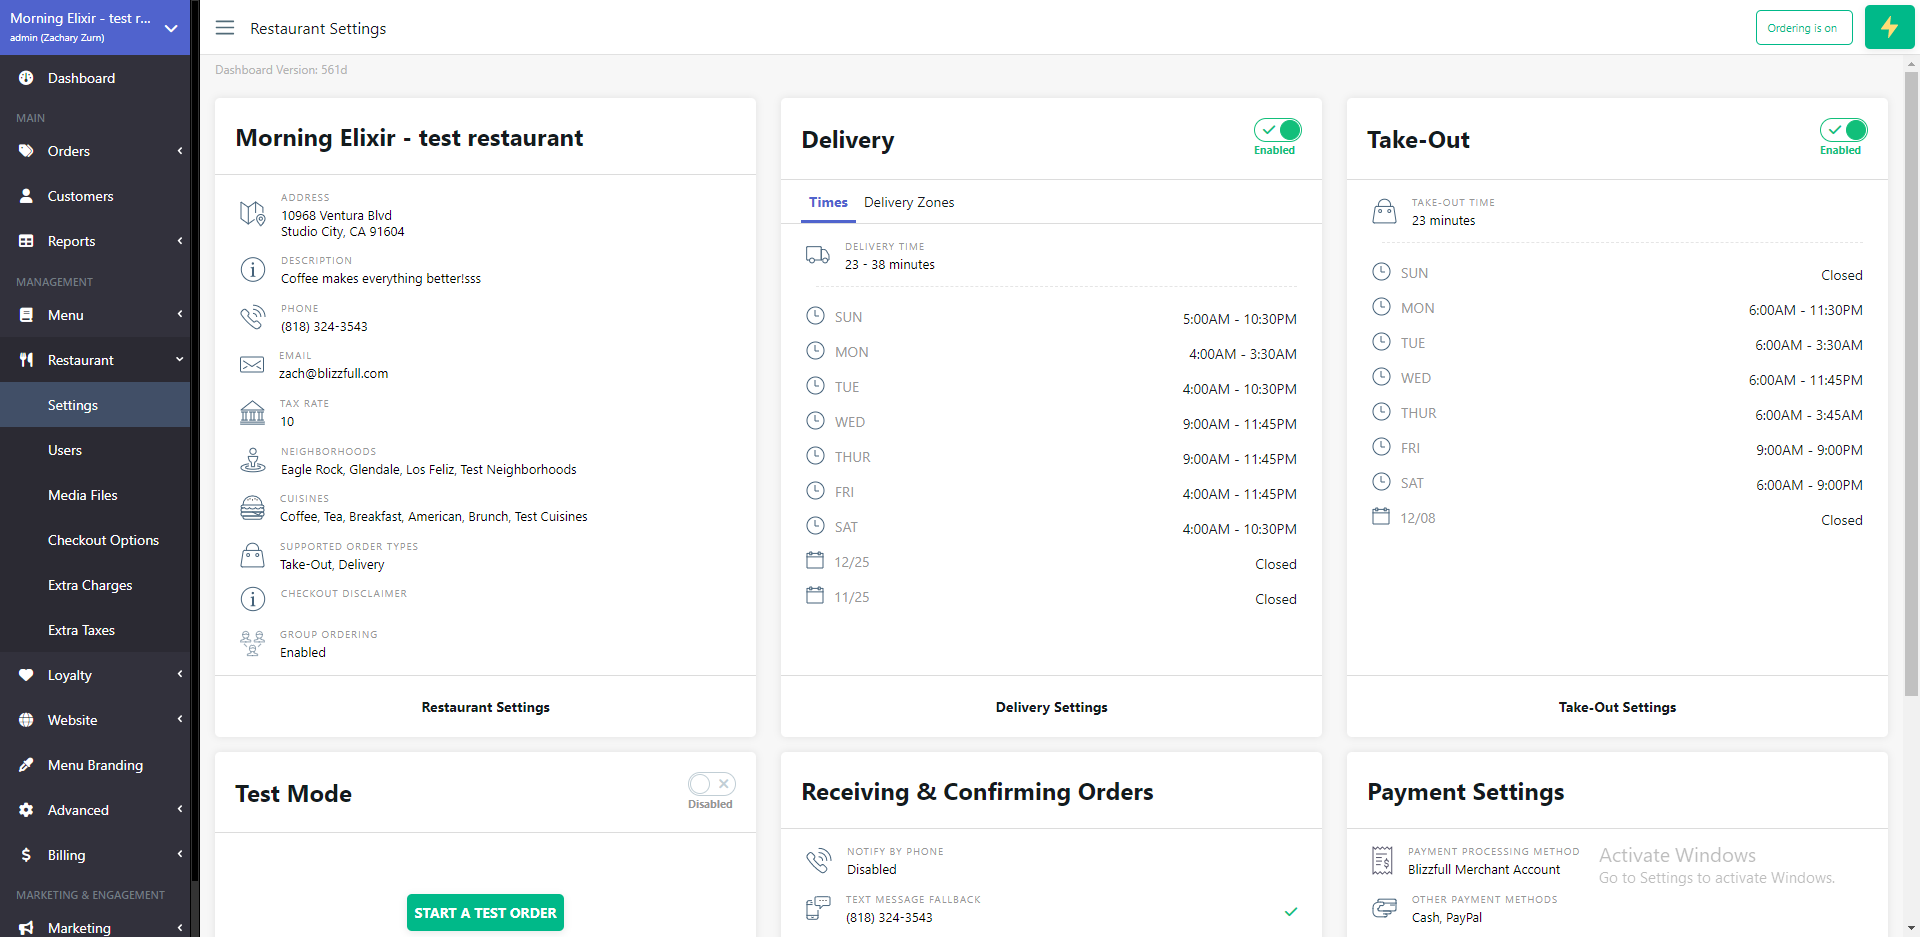 Morning Elixir - test r...
admin (Zachary Zurn)
Dashboard
MAIN
Orders
Customers
Reports
MANAGEMENT
Menu
Restaurant
Settings
Users
Media Files
Checkout Options
Extra Charges
Extra Taxes
Loyalty
Website
Menu Branding
Advanced
Billing
MARKETING & ENGAGEMENT
Marketing
Restaurant Settings
Ordering is on
Dashboard Version: 561d
Morning Elixir - test restaurant
ADDRESS
10968 Ventura Blvd
Studio City, CA 91604
DESCRIPTION
Coffee makes everything better!sss
PHONE
(818) 324-3543
EMAIL
zach@blizzfull.com
TAX RATE
10
NEIGHBORHOODS
Eagle Rock, Glendale, Los Feliz, Test Neighborhoods
CUISINES
Coffee, Tea, Breakfast, American, Brunch, Test Cuisines
SUPPORTED ORDER TYPES
Take-Out, Delivery
CHECKOUT DISCLAIMER
GROUP ORDERING
Enabled
Restaurant Settings
Delivery
Enabled
Times Delivery Zones
DELIVERY TIME
23 - 38 minutes
SUN 5:00AM - 10:30PM
MON 4:00AM - 3:30AM
TUE 4:00AM - 10:30PM
WED 9:00AM - 11:45PM
THUR 9:00AM - 11:45PM
FRI 4:00AM - 11:45PM
SAT 4:00AM - 10:30PM
12/25 Closed
11/25 Closed
Delivery Settings
Take-Out
Enabled
TAKE-OUT TIME
23 minutes
SUN Closed
MON 6:00AM - 11:30PM
TUE 6:00AM - 3:30AM
WED 6:00AM - 11:45PM
THUR 6:00AM - 3:45AM
FRI 9:00AM - 9:00PM
SAT 6:00AM - 9:00PM
12/08 Closed
Take-Out Settings
Test Mode
Disabled
START A TEST ORDER
Receiving & Confirming Orders
NOTIFY BY PHONE
Disabled
TEXT MESSAGE FALLBACK
(818) 324-3543
Payment Settings
PAYMENT PROCESSING METHOD
Blizzfull Merchant Account
OTHER PAYMENT METHODS
Cash, PayPal
Activate Windows
Go to Settings to activate Windows.